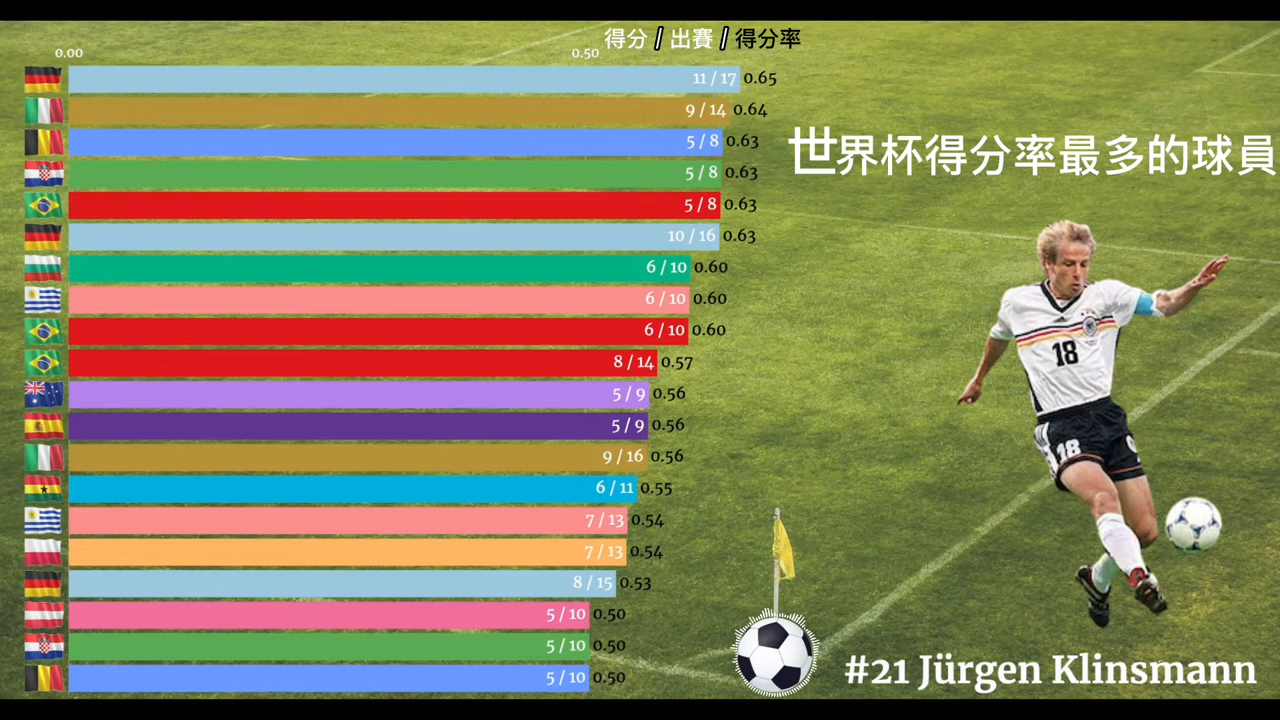 得分 / 出賽 / 得分率
0.00
0.50
11 / 17 0.65
9 / 14 0.64
5 / 8 0.63
5 / 8 0.63
5 / 8 0.63
10 / 16 0.63
6 / 10 0.60
6 / 10 0.60
6 / 10 0.60
8 / 14 0.57
5 / 9 0.56
5 / 9 0.56
9 / 16 0.56
6 / 11 0.55
7 / 13 0.54
7 / 13 0.54
8 / 15 0.53
5 / 10 0.50
5 / 10 0.50
5 / 10 0.50
世界杯得分率最多的球員
18
18
#21 Jürgen Klinsmann